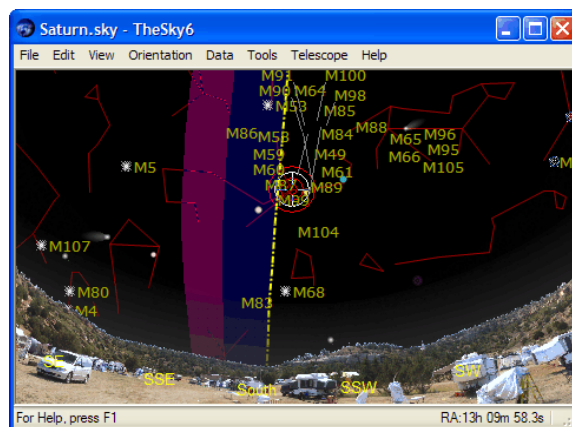 Saturn.sky - TheSky6
File Edit View Orientation Data Tools Telescope Help
M91 M100
M90 M64 M98
M53 M85
M86 M58 M84 M88 M65 M96
M59 M49 M66 M95
M5 M60 M61 M105
M87 M89
M99
M104
M107
M80 M83 M68
M4
SE SSE South SSW SW
For Help, press F1 RA:13h 09m 58.3s